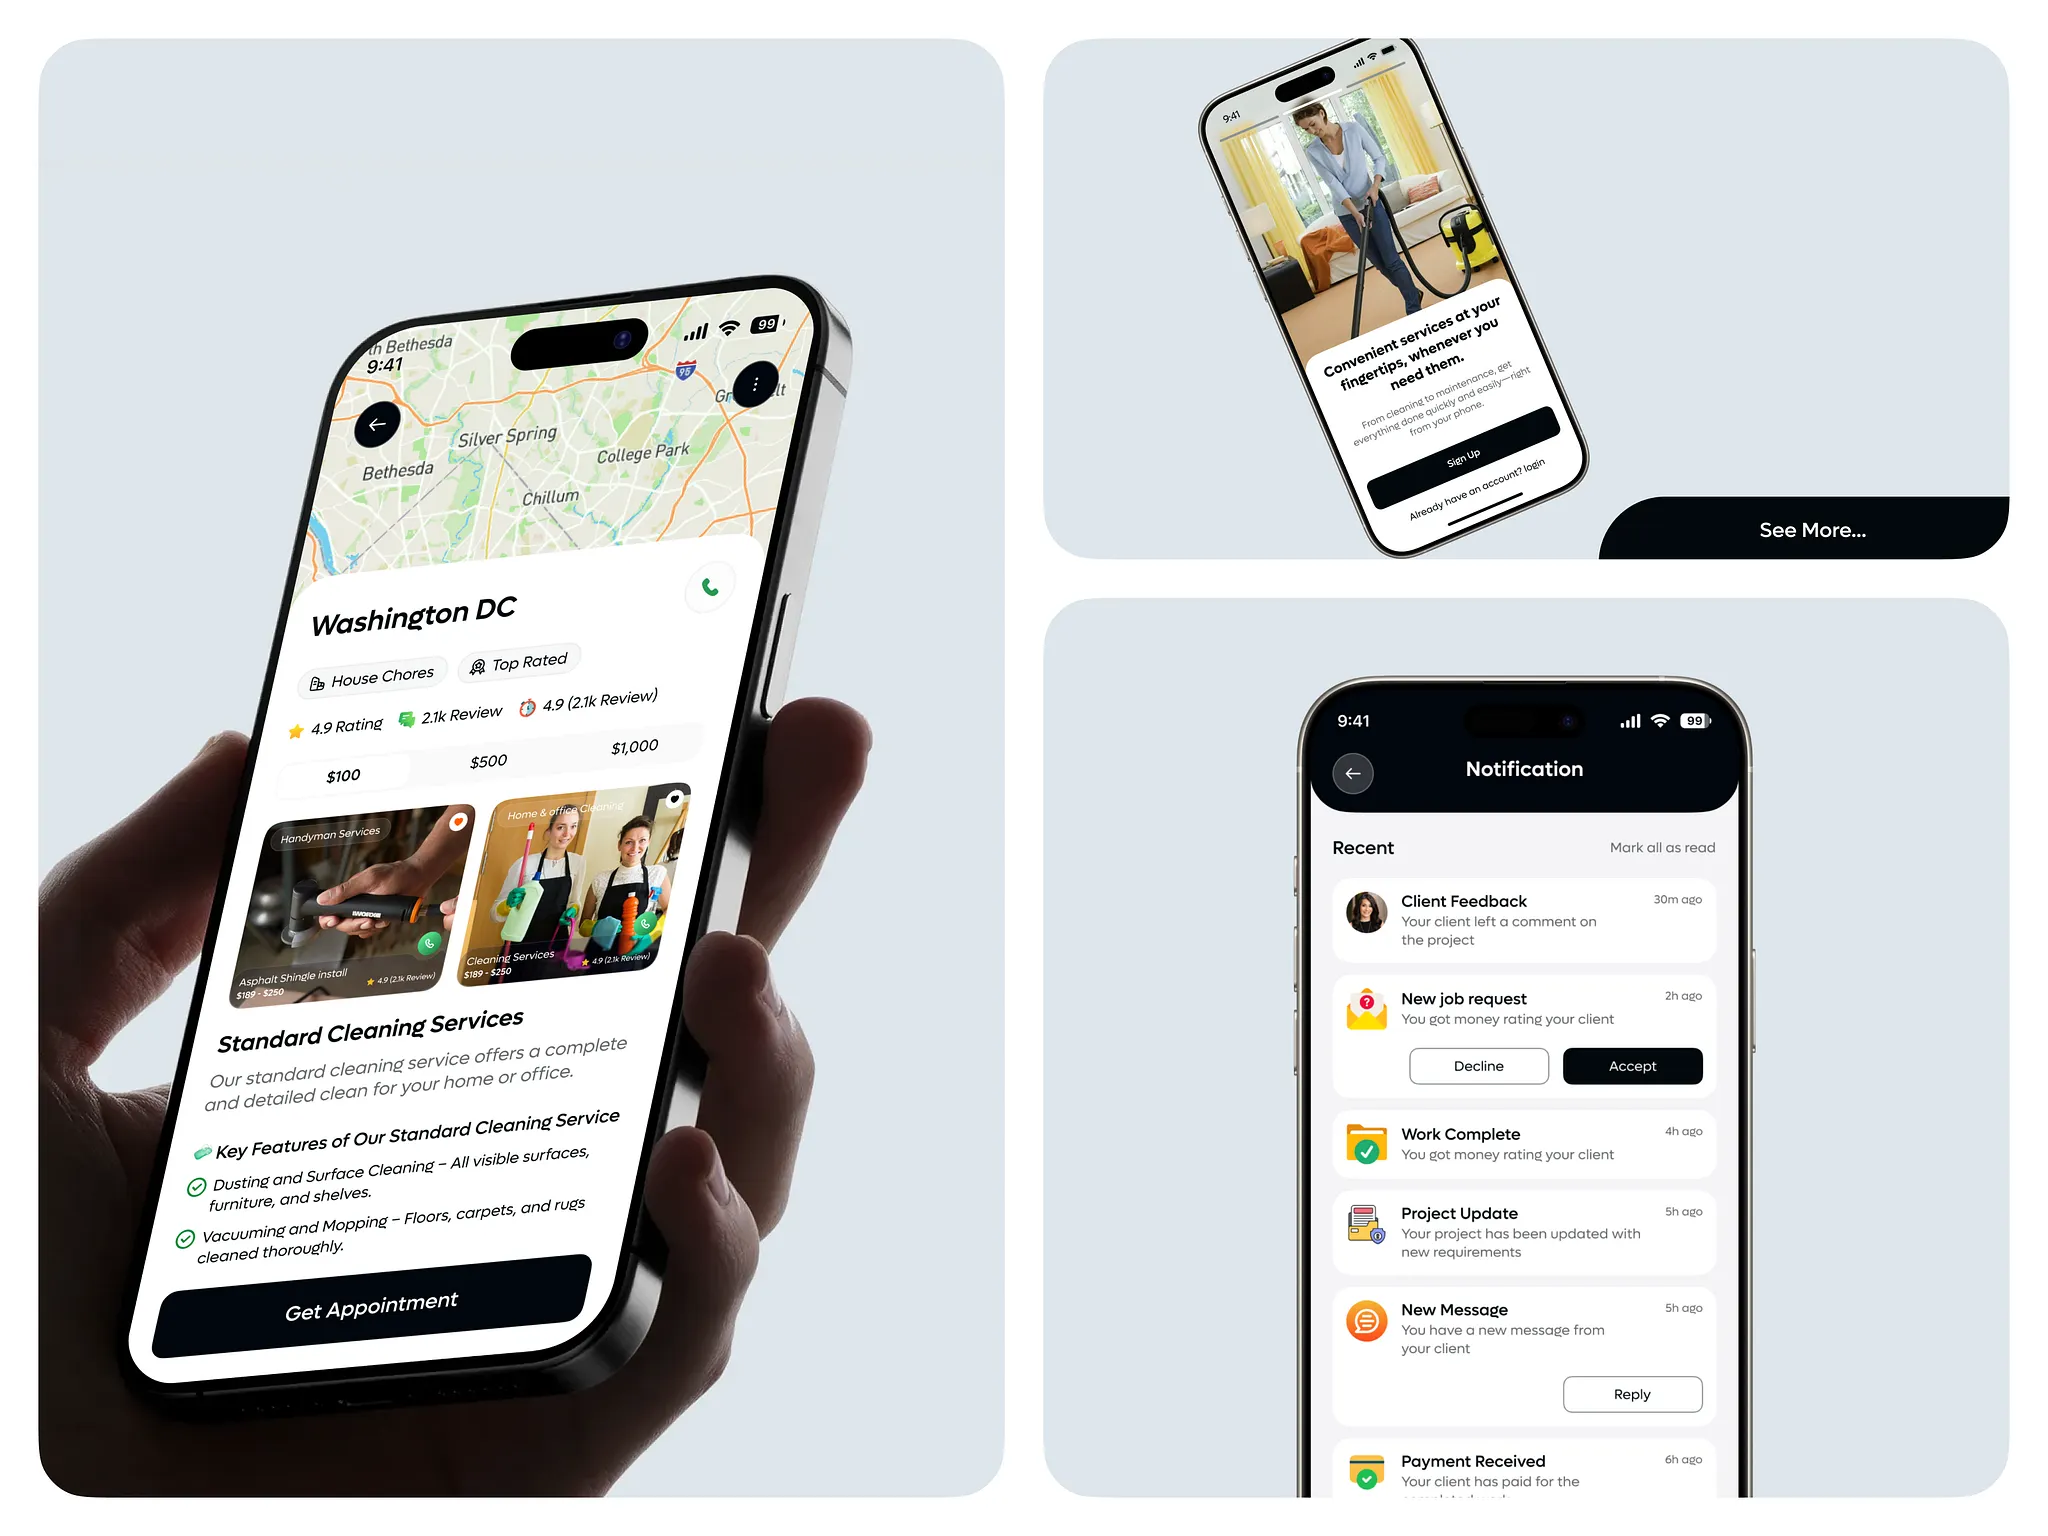 th Bethesda
9:41
99
95
Gr
lt
Silver Spring
Bethesda
College Park
Chillum
Washington DC
House Chores
Top Rated
4.9 Rating
2.1k Review
4.9 (2.1k Review)
$100
$500
$1,000
Handyman Services
WORX
Asphalt Shingle install
$189 - $250
4.9 (2.1k Review)
Home & office Cleaning
Cleaning Services
$189 - $250
4.9 (2.1k Review)
Standard Cleaning Services
Our standard cleaning service offers a complete
and detailed clean for your home or office.
Key Features of Our Standard Cleaning Service
Dusting and Surface Cleaning – All visible surfaces,
furniture, and shelves.
Vacuuming and Mopping – Floors, carpets, and rugs
cleaned thoroughly.
Get Appointment
9:41
Convenient services at your
fingertips, whenever you
need them.
From cleaning to maintenance, get
everything done quickly and easily—right
from your phone.
Sign Up
Already have an account? login
See More...
9:41
99
Notification
Recent
Mark all as read
Client Feedback
30m ago
Your client left a comment on
the project
New job request
2h ago
You got money rating your client
Decline
Accept
Work Complete
4h ago
You got money rating your client
Project Update
5h ago
Your project has been updated with
new requirements
New Message
5h ago
You have a new message from
your client
Reply
Payment Received
6h ago
Your client has paid for the